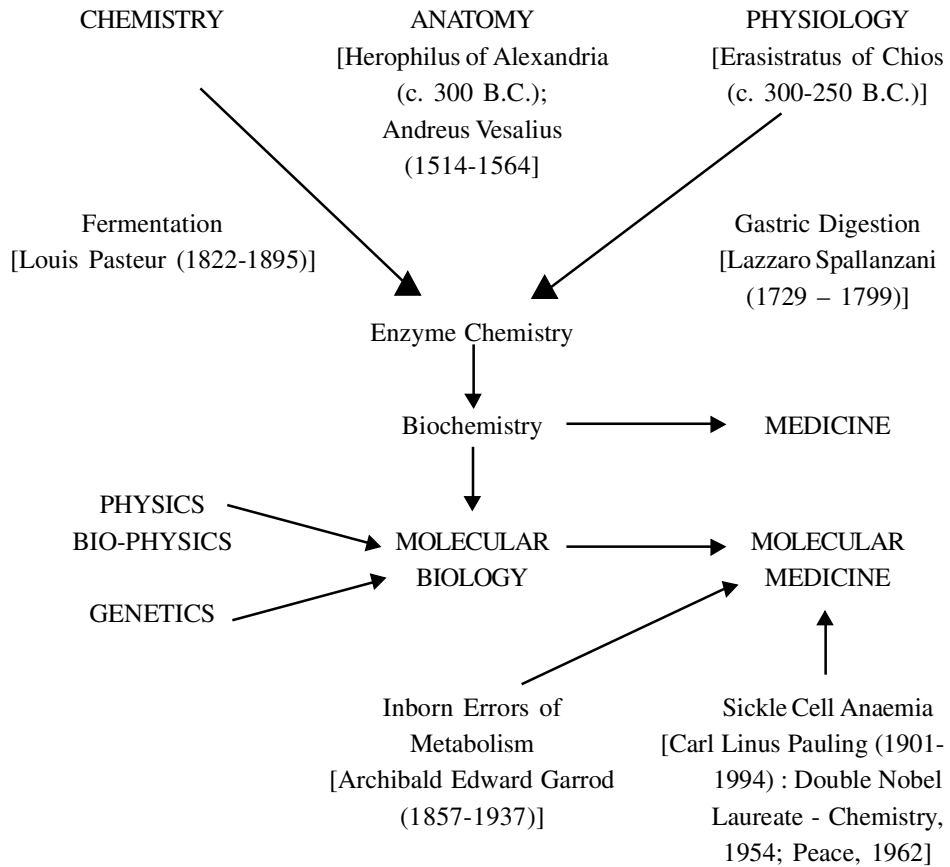 CHEMISTRY
ANATOMY
[Herophilus of Alexandria
(c. 300 B.C.);
Andreus Vesalius
(1514-1564]
PHYSIOLOGY
[Erasistratus of Chios
(c. 300-250 B.C.)]
Fermentation
[Louis Pasteur (1822-1895)]
Gastric Digestion
[Lazzaro Spallanzani
(1729 – 1799)]
Enzyme Chemistry
Biochemistry
MEDICINE
PHYSICS
BIO-PHYSICS
GENETICS
MOLECULAR
BIOLOGY
MOLECULAR
MEDICINE
Inborn Errors of
Metabolism
[Archibald Edward Garrod
(1857-1937)]
Sickle Cell Anaemia
[Carl Linus Pauling (1901-
1994) : Double Nobel
Laureate - Chemistry,
1954; Peace, 1962]